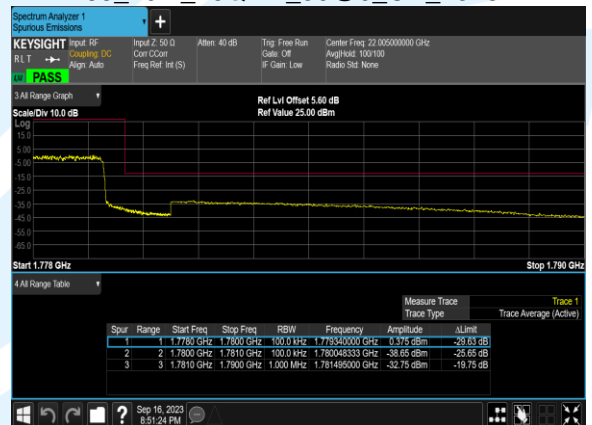 Spectrum Analyzer 1
Spurious Emissions
+
KEYSIGHT Input: RF Input Z: 50 Ω Atten: 40 dB Trig: Free Run Center Freq: 22.005000000 GHz
RLT Coupling: DC Corr CCorr Gate: Off Avg|Hold: 100/100
Align: Auto Freq Ref: Int (S) IF Gain: Low Radio Std: None
PASS
3 All Range Graph
Ref Lvl Offset 5.60 dB
Scale/Div 10.0 dB Ref Value 25.00 dBm
Log
15.0
5.00
-5.00
-15.0
-25.0
-35.0
-45.0
-55.0
-65.0
Start 1.778 GHz Stop 1.790 GHz
4 All Range Table
Measure Trace Trace 1
Trace Type Trace Average (Active)
Spur Range Start Freq Stop Freq RBW Frequency Amplitude ΔLimit
1 1 1.7780 GHz 1.7800 GHz 100.0 kHz 1.779340000 GHz 0.375 dBm -29.63 dB
2 2 1.7800 GHz 1.7810 GHz 100.0 kHz 1.780048333 GHz -38.65 dBm -25.65 dB
3 3 1.7810 GHz 1.7900 GHz 1.000 MHz 1.781495000 GHz -32.75 dBm -19.75 dB
? Sep 16, 2023
8:51:24 PM